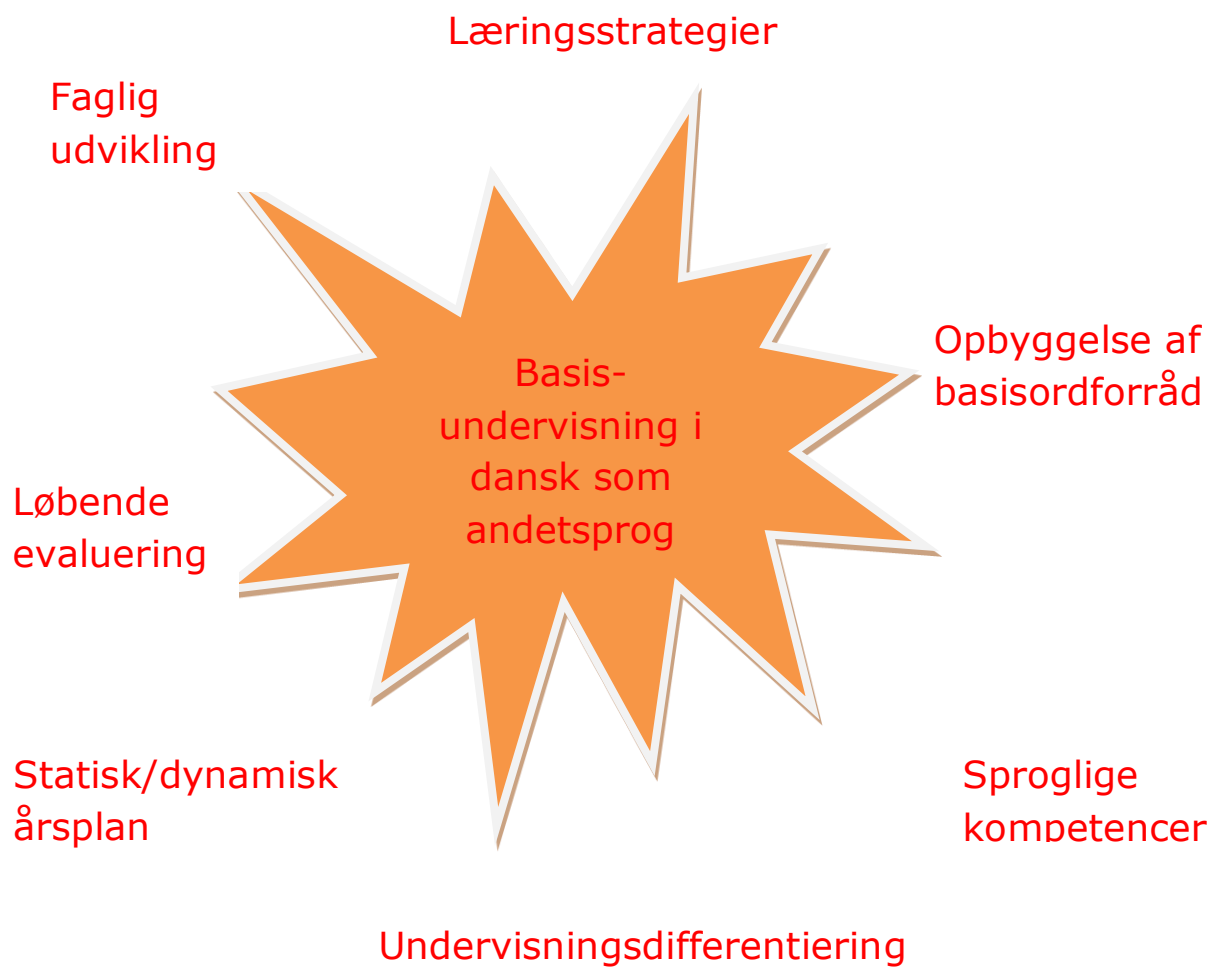 Læringsstrategier
Faglig
udvikling
Opbyggelse af
basisordforråd
Basis-
undervisning i
dansk som
andetsprog
Løbende
evaluering
Statisk/dynamisk
årsplan
Sproglige
kompetencer
Undervisningsdifferentiering